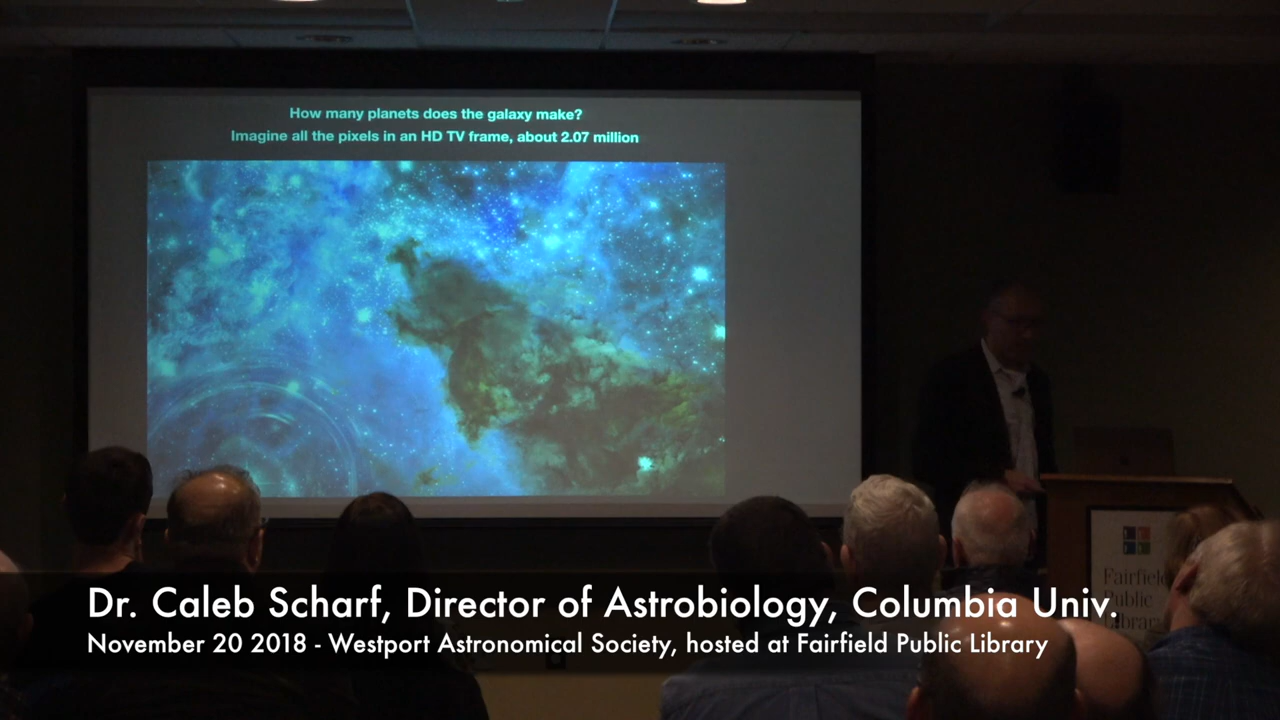 How many planets does the galaxy make?
Imagine all the pixels in an HD TV frame, about 2.07 million
Fairfield
Public
Library
Dr. Caleb Scharf, Director of Astrobiology, Columbia Univ.
November 20 2018 - Westport Astronomical Society, hosted at Fairfield Public Library